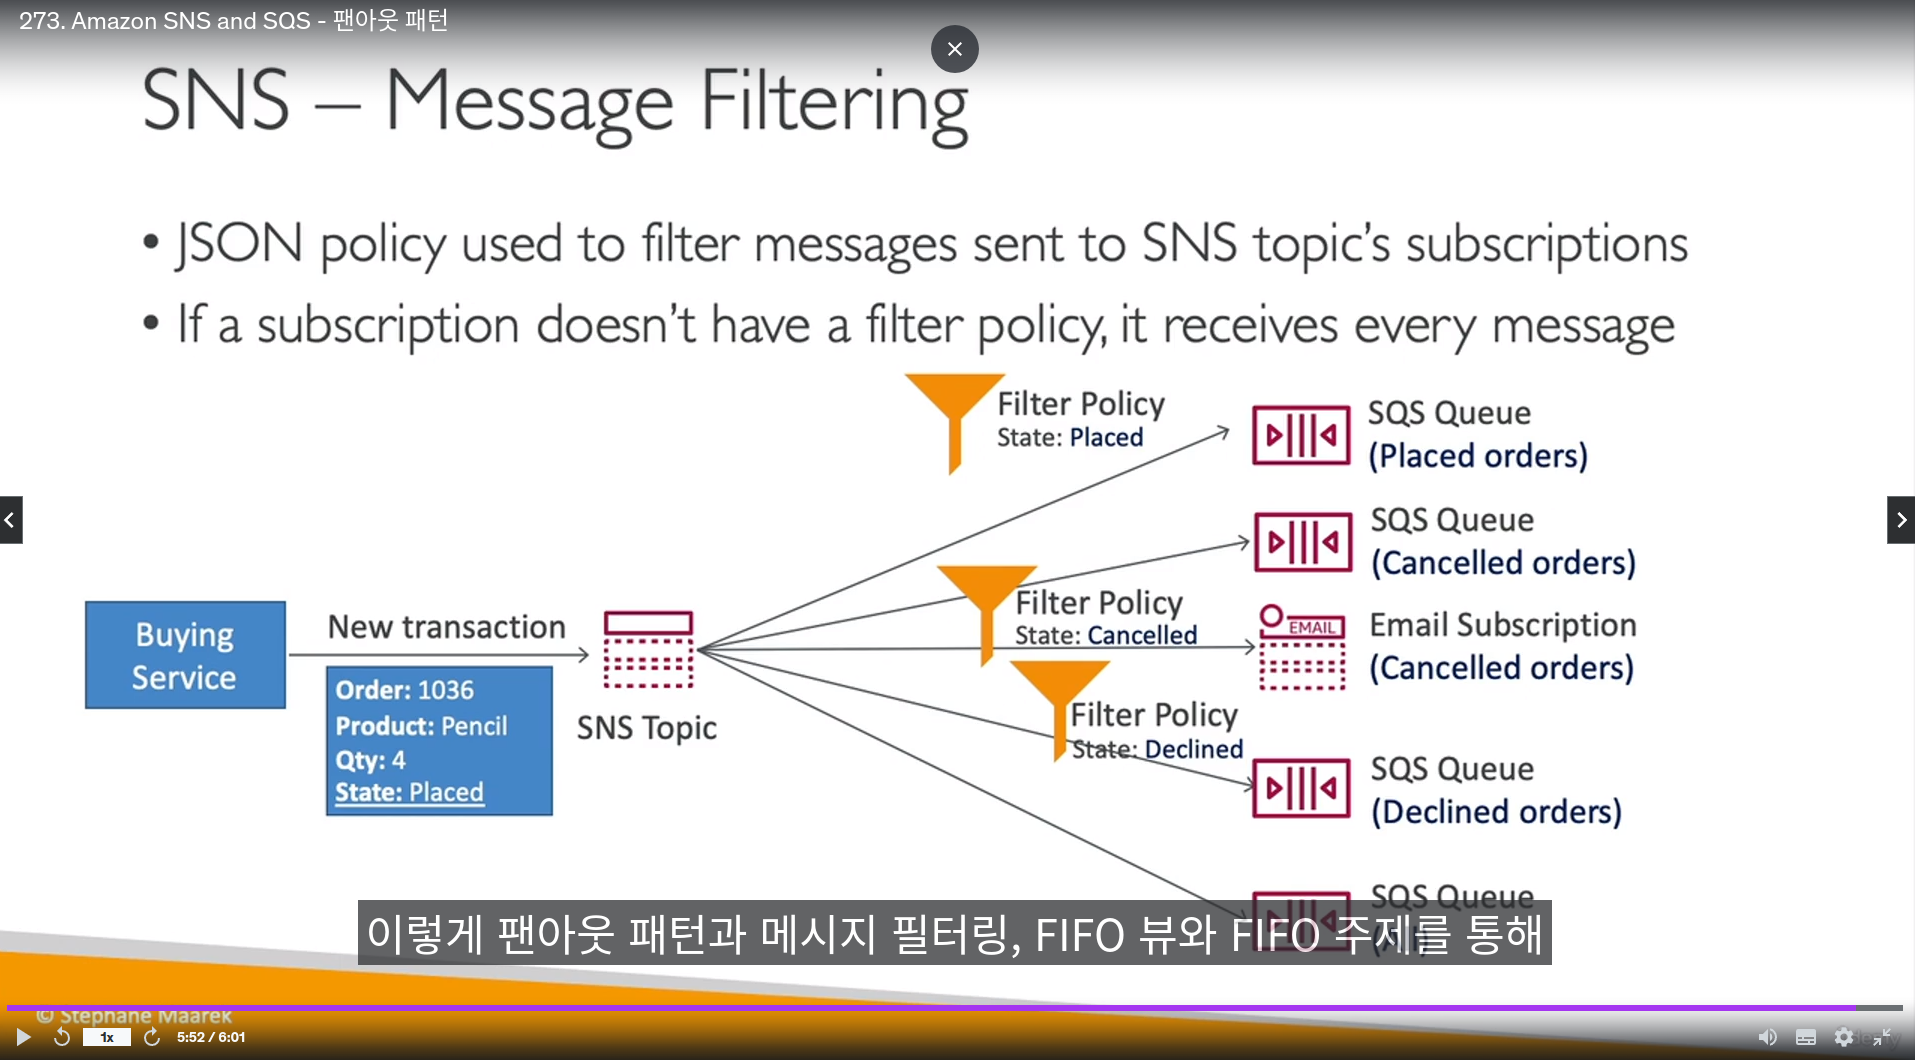 273. Amazon SNS and SQS - 팬아웃 패턴
SNS – Message Filtering
• JSON policy used to filter messages sent to SNS topic's subscriptions
• If a subscription doesn't have a filter policy, it receives every message
Filter Policy
State: Placed
SQS Queue
(Placed orders)
SQS Queue
(Cancelled orders)
Filter Policy
State: Cancelled
EMAIL
Email Subscription
(Cancelled orders)
Buying
Service
New transaction
Order: 1036
Product: Pencil
Qty: 4
State: Placed
SNS Topic
Filter Policy
State: Declined
SQS Queue
(Declined orders)
SQS Queue
(All)
이렇게 팬아웃 패턴과 메시지 필터링, FIFO 뷰와 FIFO 주제를 통해
© Stephane Maarek
1x
5:52 / 6:01